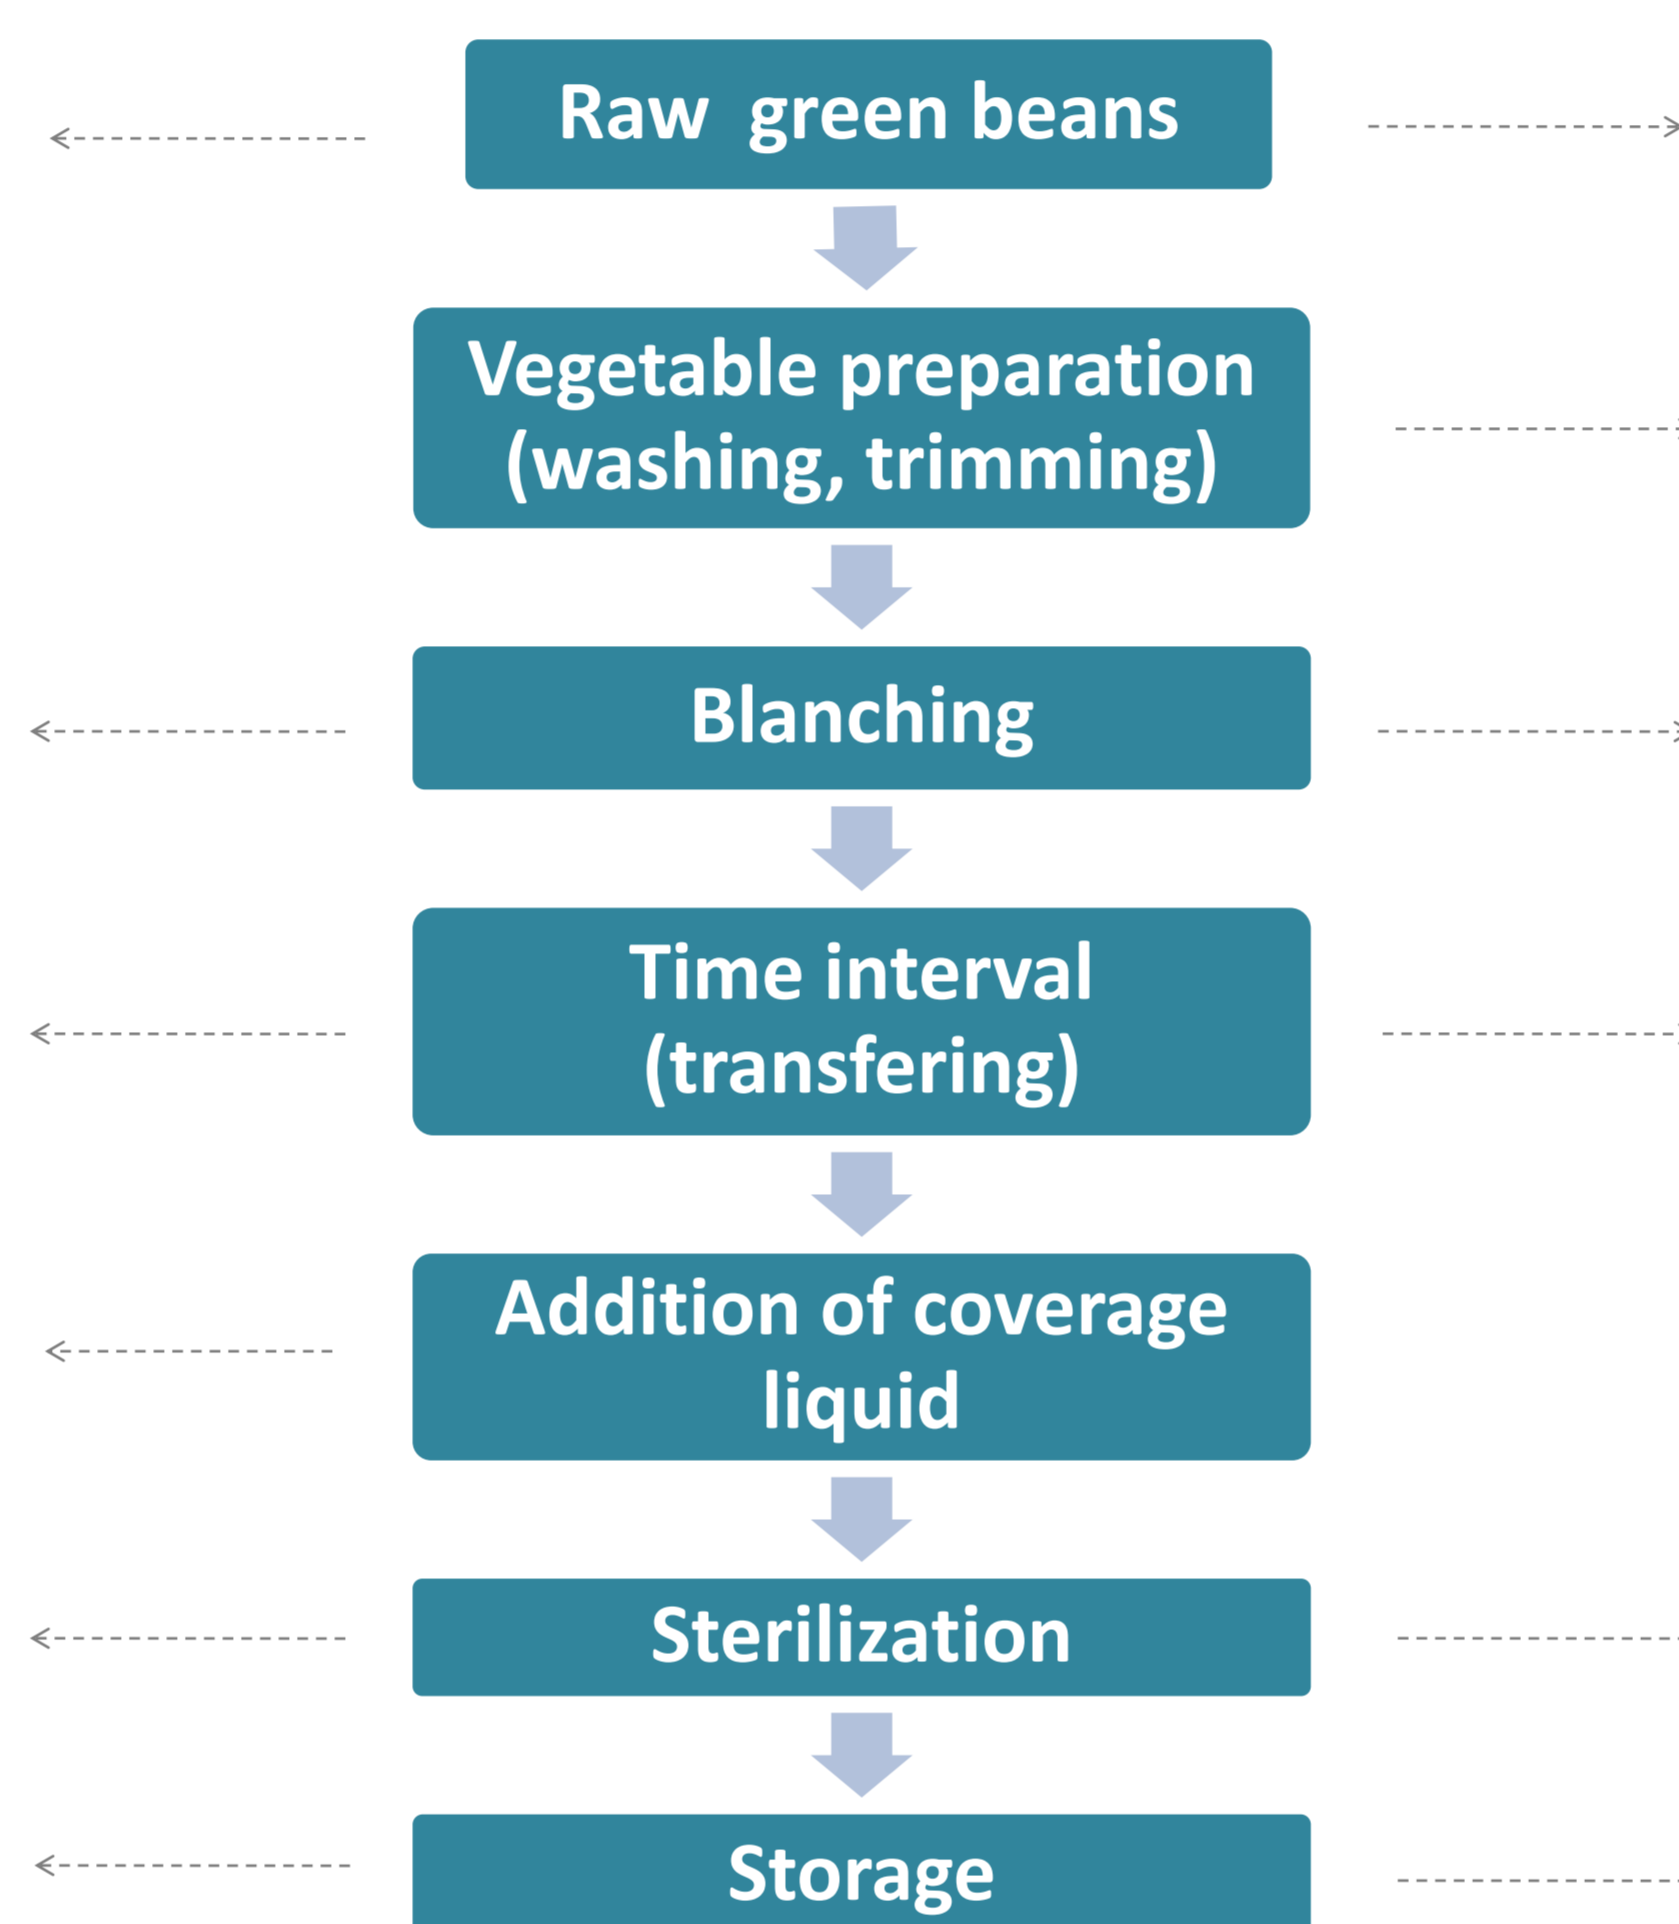 Raw green beans
Vegetable preparation
(washing, trimming)
Blanching
Time interval
(transfering)
Addition of coverage
liquid
Sterilization
Storage